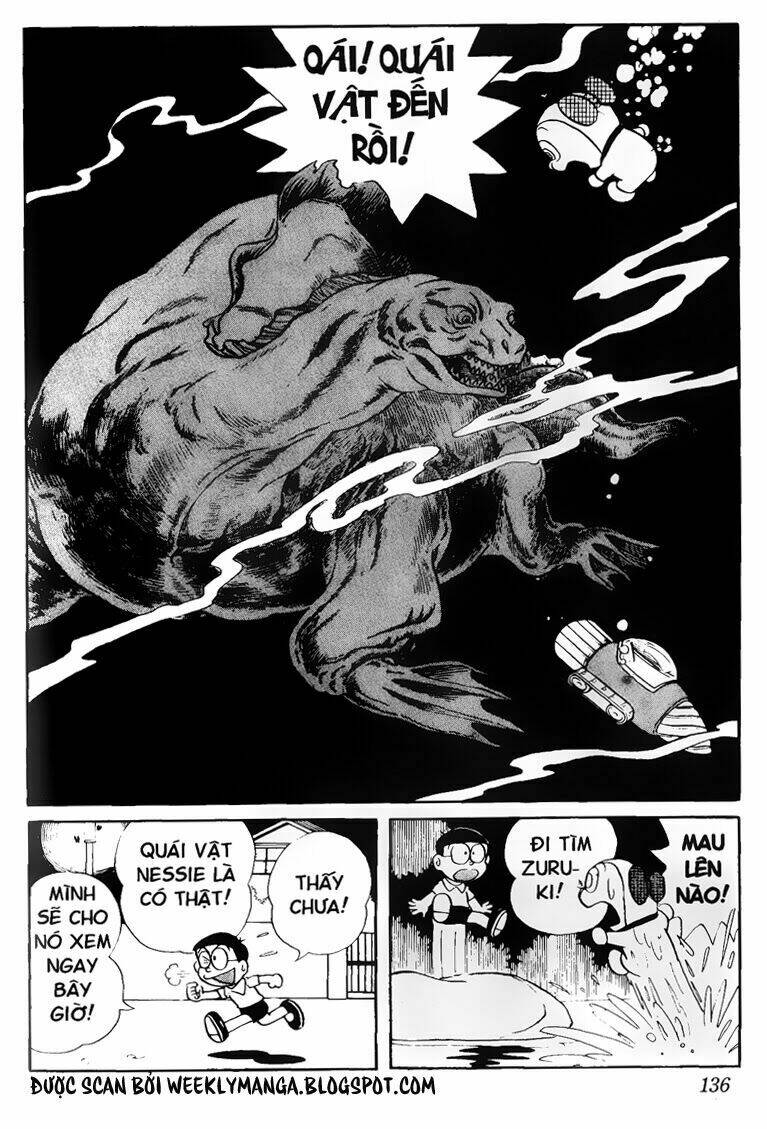 QÁI! QUÁI
VẬT ĐẾN
RỒI!
MAU
LÊN
NÀO!
ĐI TÌM
ZURU-
KI!
THẤY
CHƯA!
QUÁI VẬT
NESSIE LÀ
CÓ THẬT!
MÌNH
SẼ CHO
NÓ XEM
NGAY
BÂY
GIỜ!
ĐƯỢC SCAN BỞI WEEKLYMANGA.BLOGSPOT.COM
136